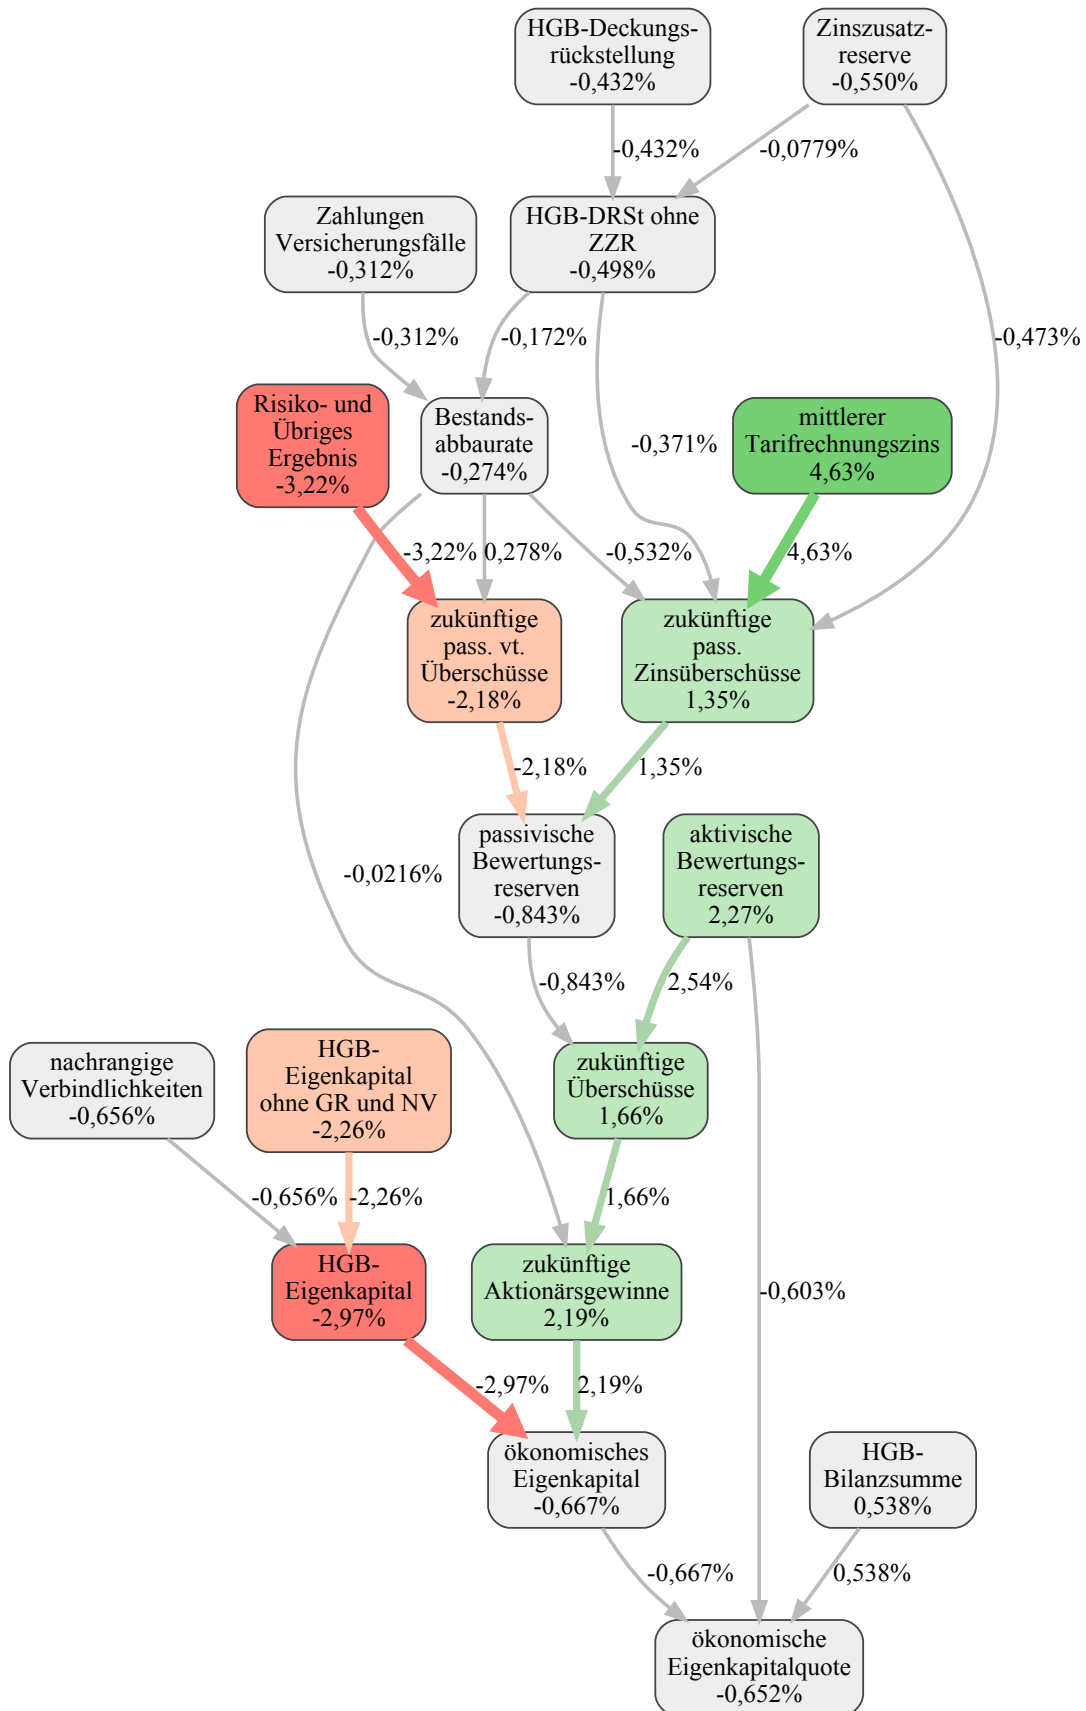 HGB-Deckungs-
rückstellung
-0,432%
Zinszusatz-
reserve
-0,550%
-0,432%
-0,0779%
Zahlungen
Versicherungsfälle
-0,312%
HGB-DRSt ohne
ZZR
-0,498%
-0,312%
-0,172%
-0,473%
Risiko- und
Übriges
Ergebnis
-3,22%
Bestands-
abbaurate
-0,274%
-0,371%
mittlerer
Tarifrechnungszins
4,63%
-3,22%
0,278%
-0,532%
4,63%
zukünftige
pass. vt.
Überschüsse
-2,18%
zukünftige
pass.
Zinsüberschüsse
1,35%
-2,18%
1,35%
passivische
Bewertungs-
reserven
-0,843%
aktivische
Bewertungs-
reserven
2,27%
-0,0216%
-0,843%
2,54%
nachrangige
Verbindlichkeiten
-0,656%
HGB-
Eigenkapital
ohne GR und NV
-2,26%
zukünftige
Überschüsse
1,66%
-0,656%
-2,26%
1,66%
HGB-
Eigenkapital
-2,97%
zukünftige
Aktionärsgewinne
2,19%
-0,603%
-2,97%
2,19%
ökonomisches
Eigenkapital
-0,667%
HGB-
Bilanzsumme
0,538%
-0,667%
0,538%
ökonomische
Eigenkapitalquote
-0,652%